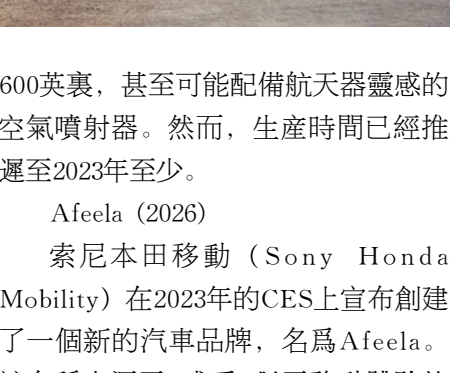 600英裏，甚至可能配備航天器靈感的
空氣噴射器。然而，生産時間已經推
遲至2023年至少。
Afeela（2026）
索尼本田移動（Sony Honda
Mobility）在2023年的CES上宣布創建
了一個新的汽車品牌，名爲Afeela。